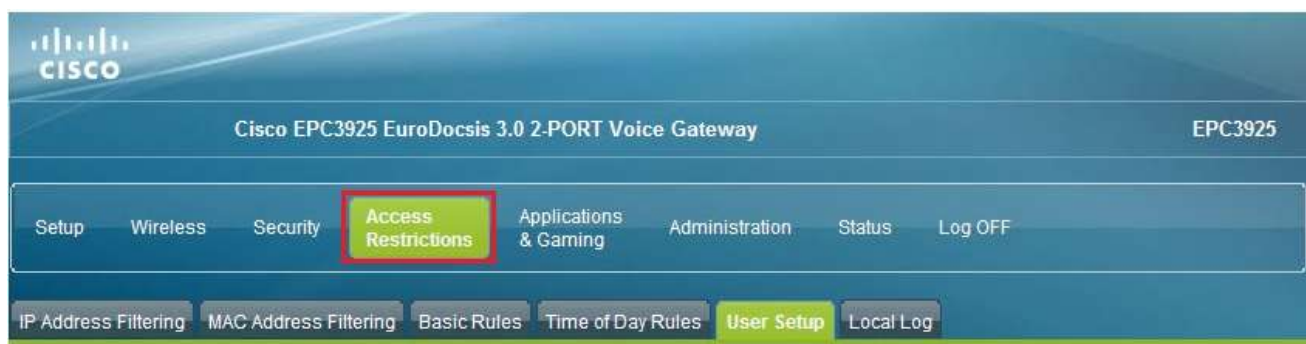 CISCO
Cisco EPC3925 EuroDocsis 3.0 2-PORT Voice Gateway EPC3925
Setup Wireless Security Access Restrictions Applications & Gaming Administration Status Log OFF
IP Address Filtering MAC Address Filtering Basic Rules Time of Day Rules User Setup Local Log